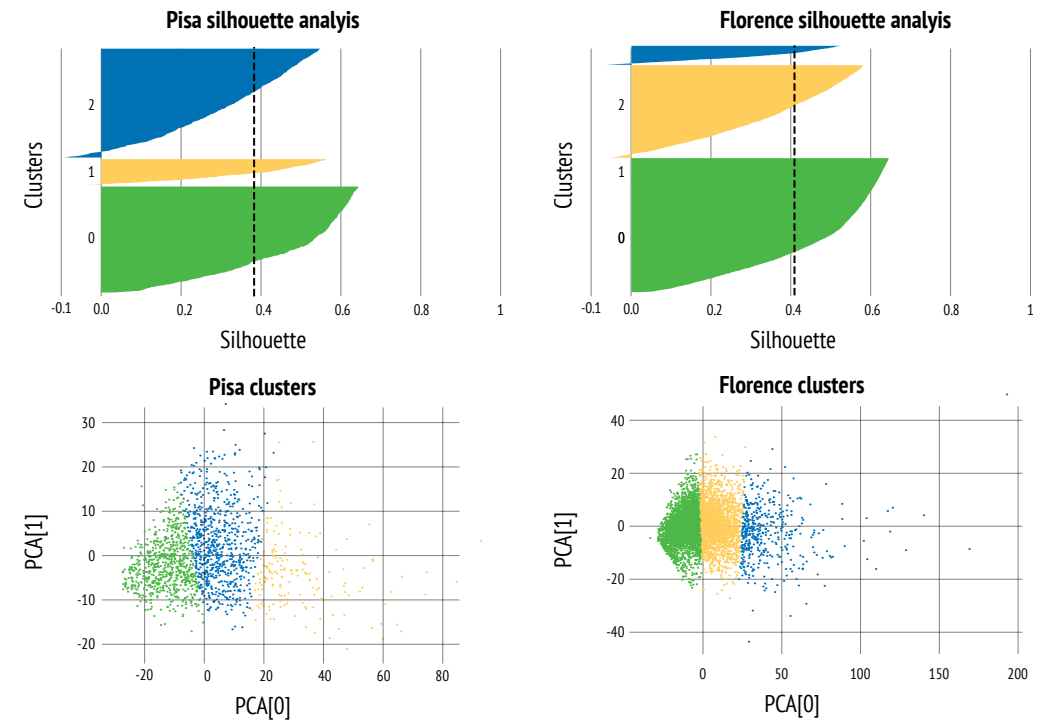 Pisa silhouette analyis
Clusters
2
1
0
-0.1 0.0 0.2 0.4 0.6 0.8 1
Silhouette
Florence silhouette analyis
Clusters
2
1
0
-0.1 0.0 0.2 0.4 0.6 0.8 1
Silhouette
Pisa clusters
PCA[1]
30
20
10
0
-10
-20
-20 0 20 40 60 80
PCA[0]
Florence clusters
PCA[1]
40
20
0
-20
-40
0 50 100 150 200
PCA[0]